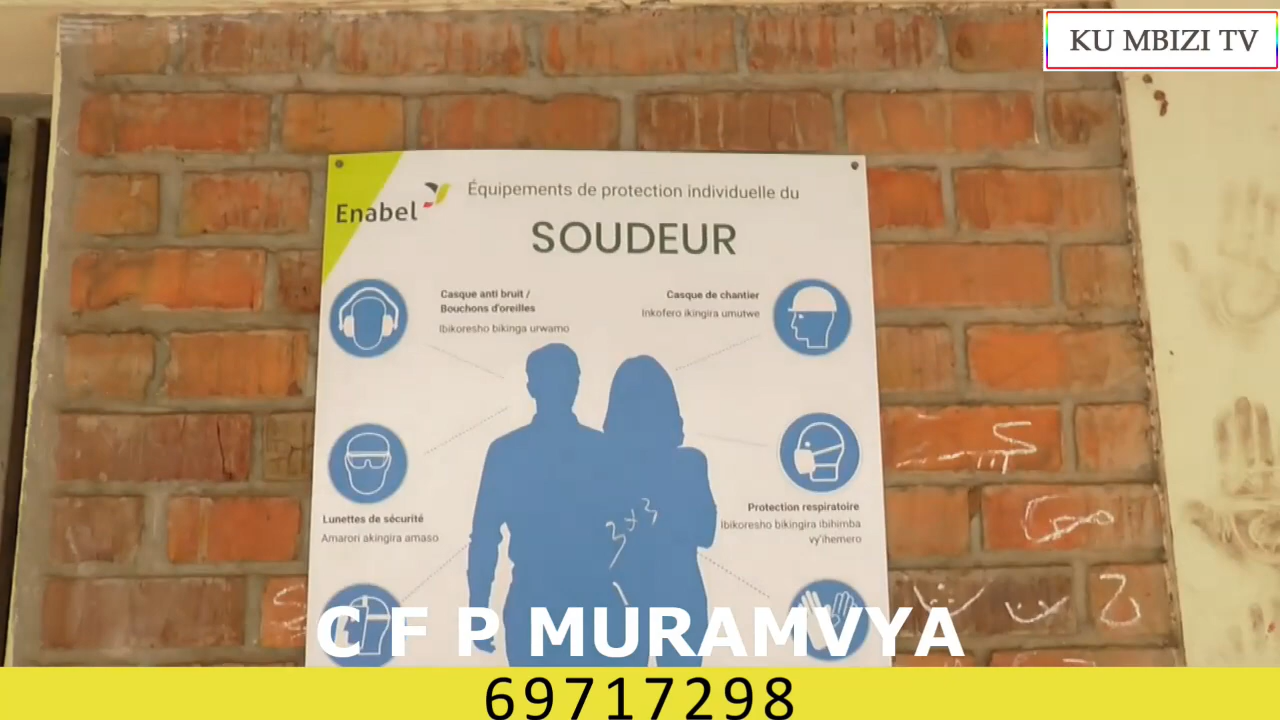 KU MBIZI TV
Enabel
Équipements de protection individuelle du
SOUDEUR
Casque anti bruit /
Bouchons d'oreilles
Ibikoresho bikinga urwamo
Casque de chantier
Inkofero ikingira umutwe
Lunettes de sécurité
Amarori akingira amaso
Protection respiratoire
Ibikoresho bikingira ibihimba
vy'ihemero
3x3
C F P MURAMVYA
69717298